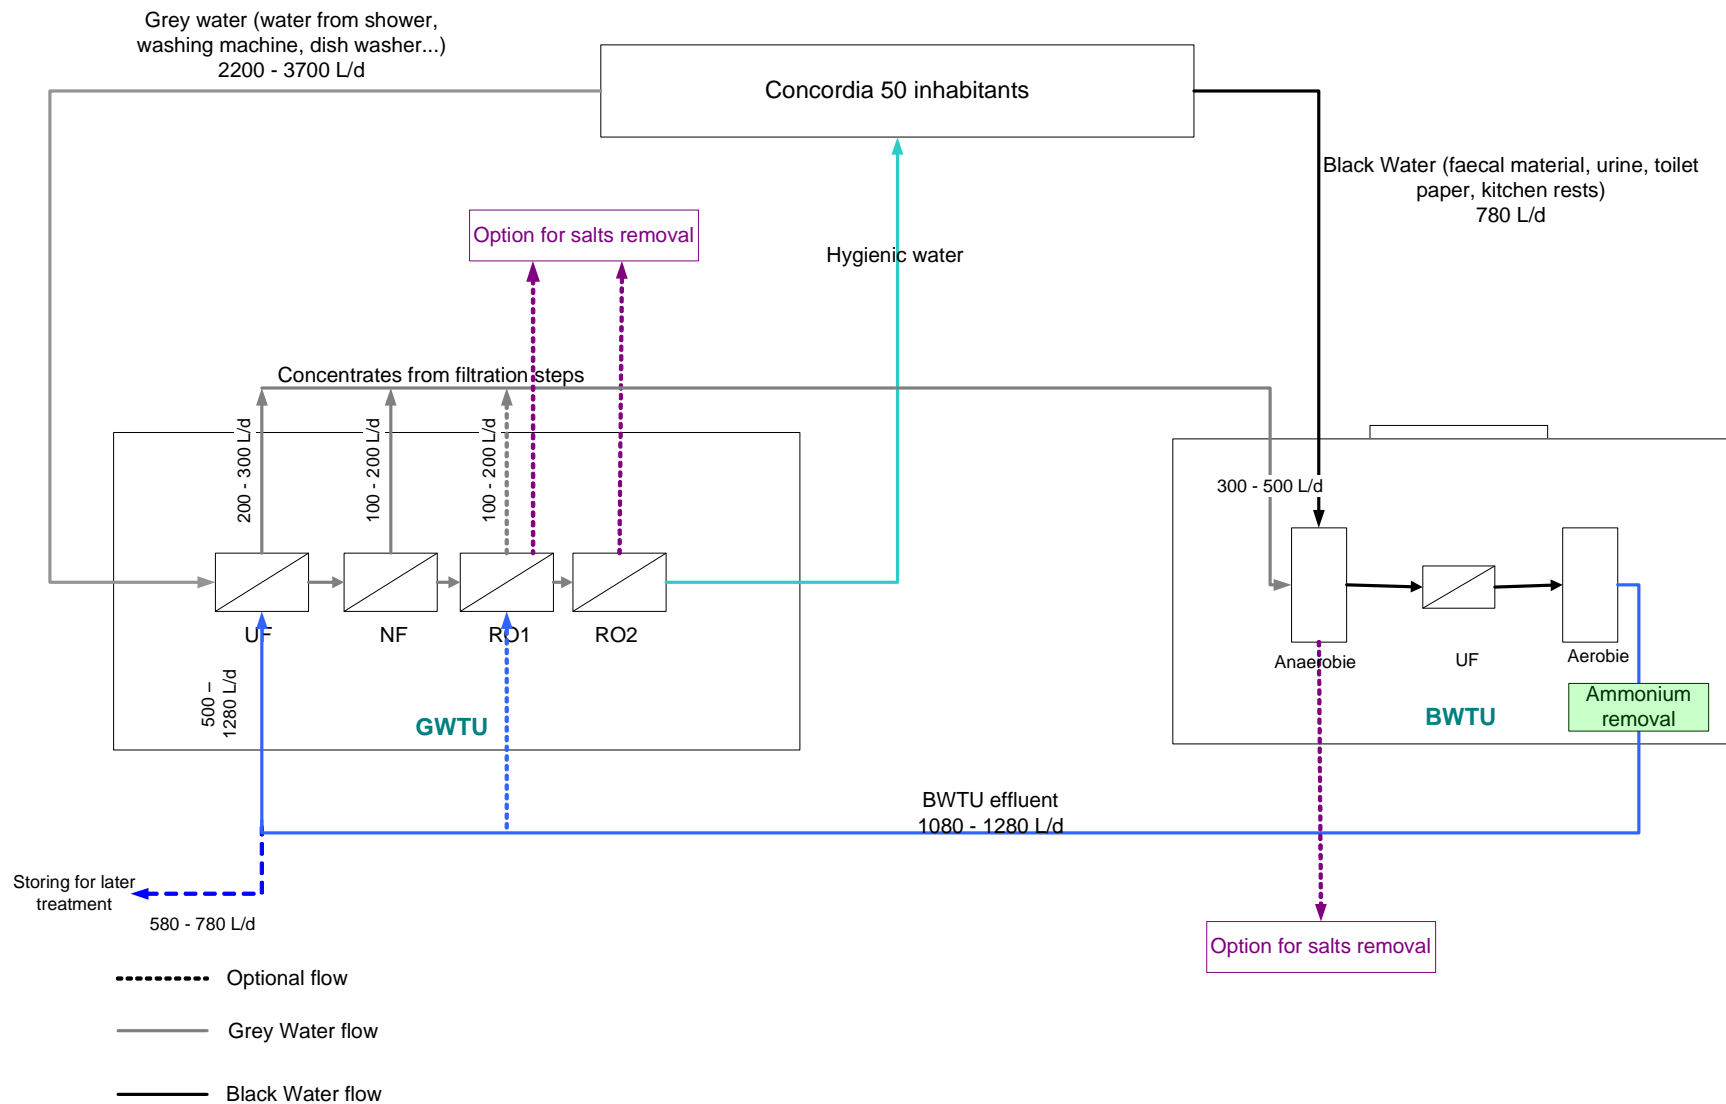 Grey water (water from shower,
washing machine, dish washer...)
2200 - 3700 L/d
Concordia 50 inhabitants
Black Water (faecal material, urine, toilet
paper, kitchen rests)
780 L/d
Option for salts removal
Hygienic water
Concentrates from filtration steps
200 - 300 L/d
100 - 200 L/d
100 - 200 L/d
300 - 500 L/d
UF
NF
RO1
RO2
Anaerobie
UF
Aerobie
500 –
1280 L/d
GWTU
BWTU
Ammonium
removal
BWTU effluent
1080 - 1280 L/d
Storing for later
treatment
580 - 780 L/d
Option for salts removal
Optional flow
Grey Water flow
Black Water flow